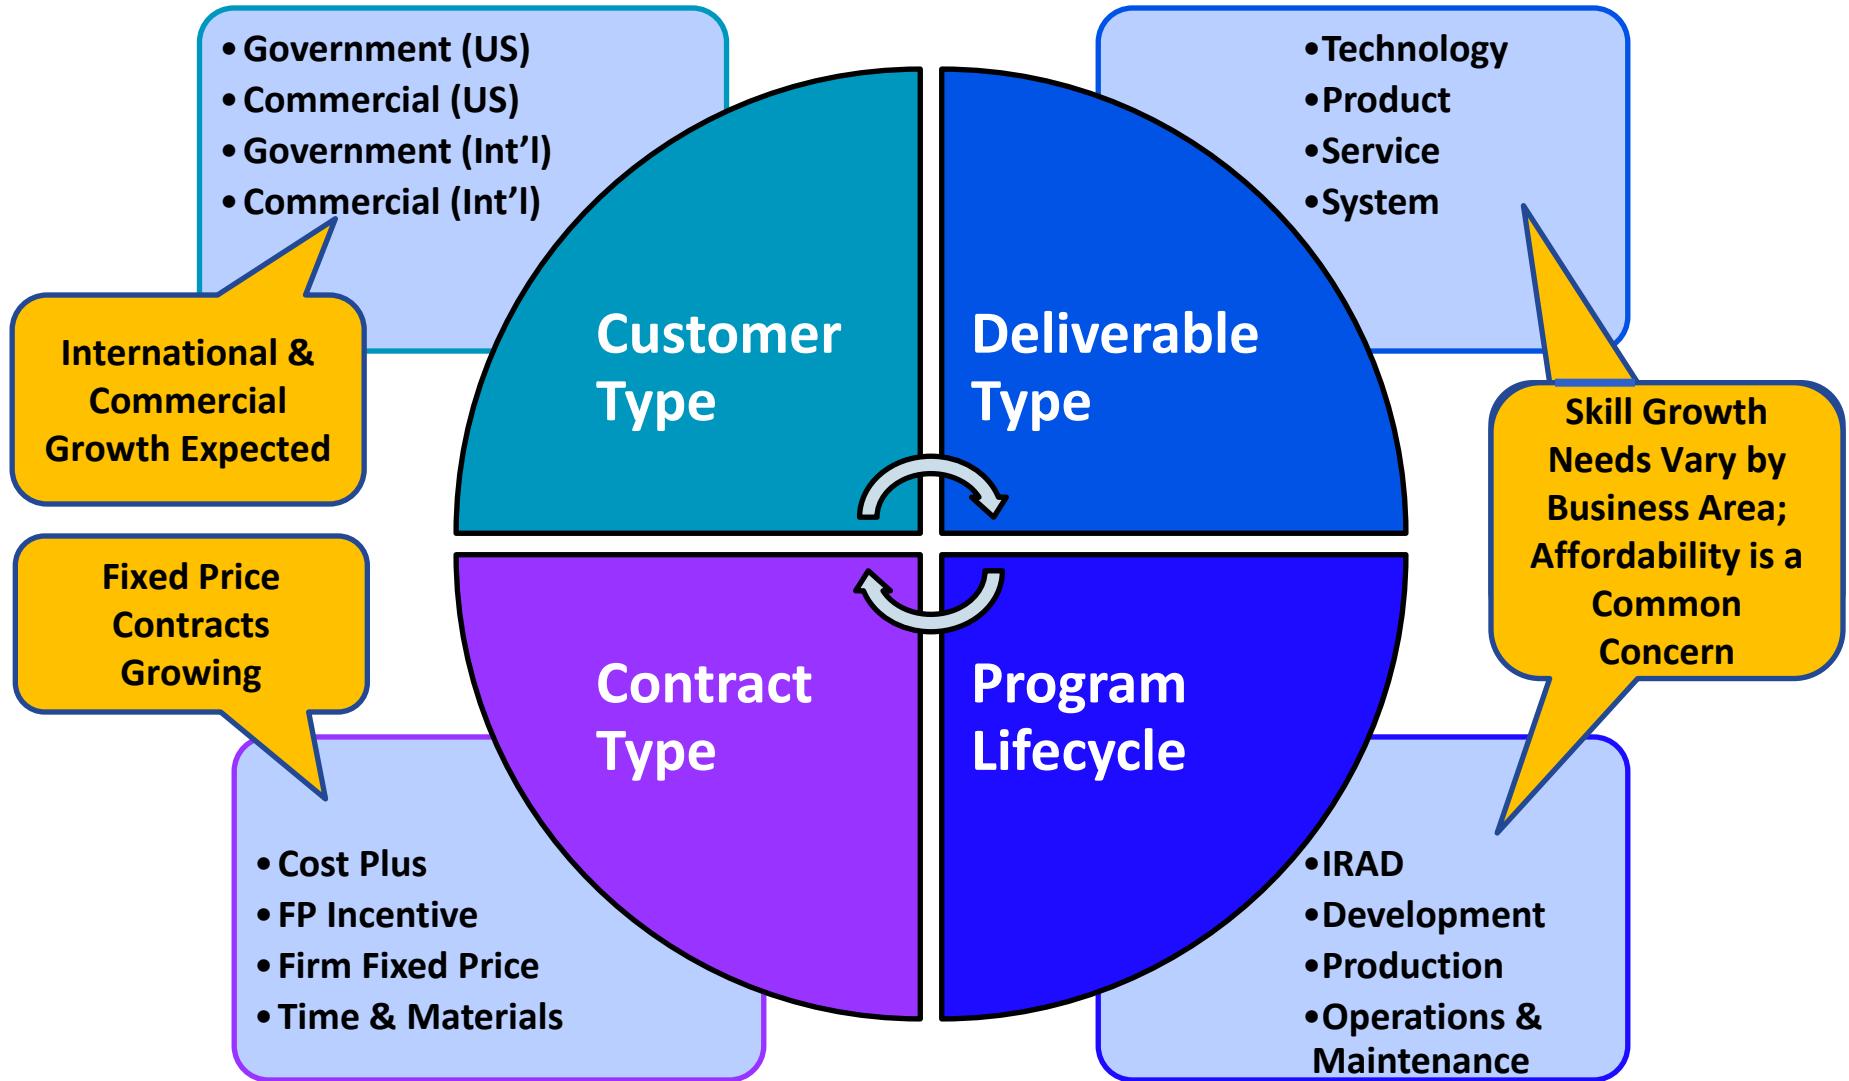 • Government (US)
• Commercial (US)
• Government (Int’l)
• Commercial (Int’l)
• Technology
• Product
• Service
• System
International &
Commercial
Growth Expected
Customer
Type
Deliverable
Type
Skill Growth
Needs Vary by
Business Area;
Affordability is a
Common
Concern
Fixed Price
Contracts
Growing
Contract
Type
Program
Lifecycle
• Cost Plus
• FP Incentive
• Firm Fixed Price
• Time & Materials
• IRAD
• Development
• Production
• Operations &
Maintenance